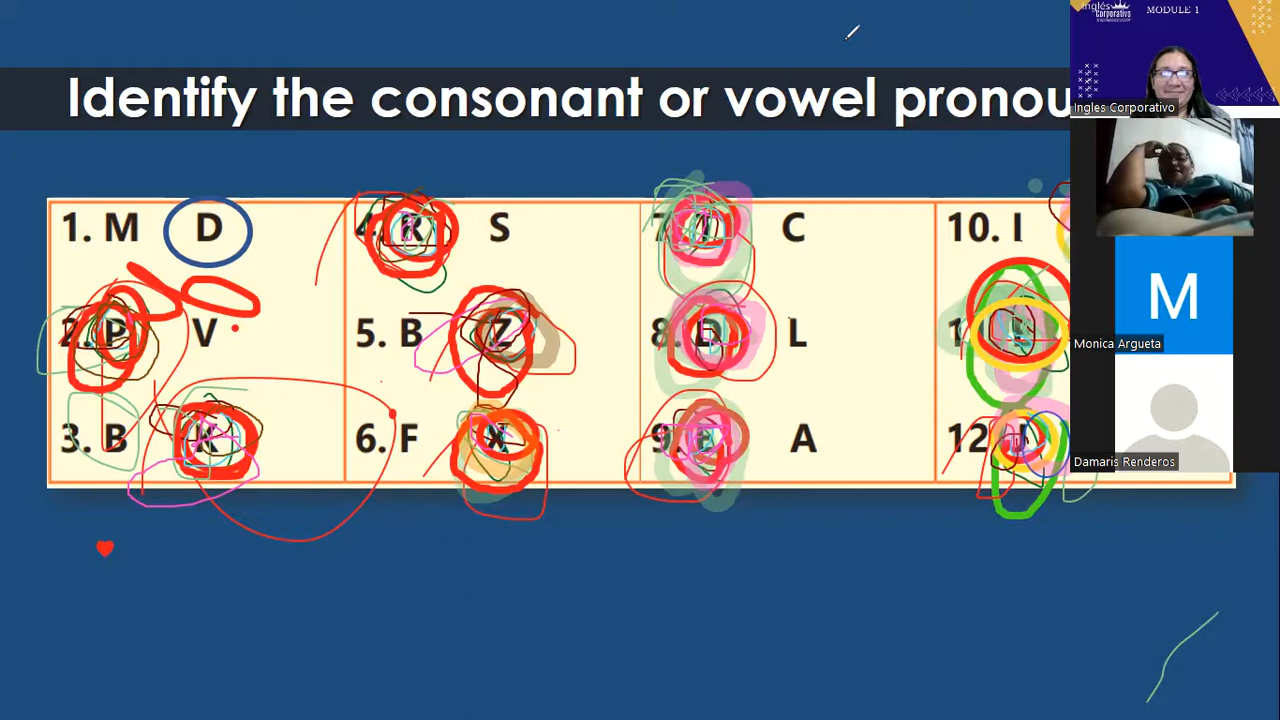 Inglés
corporativo
MODULE 1
Identify the consonant or vowel pronou
Ingles Corporativo
1. M D
4. R S
7. C
10. I
2. P V
5. B Z
8. D L
M
Monica Argueta
3. B K
6. F X
9. A
12
Damaris Renderos